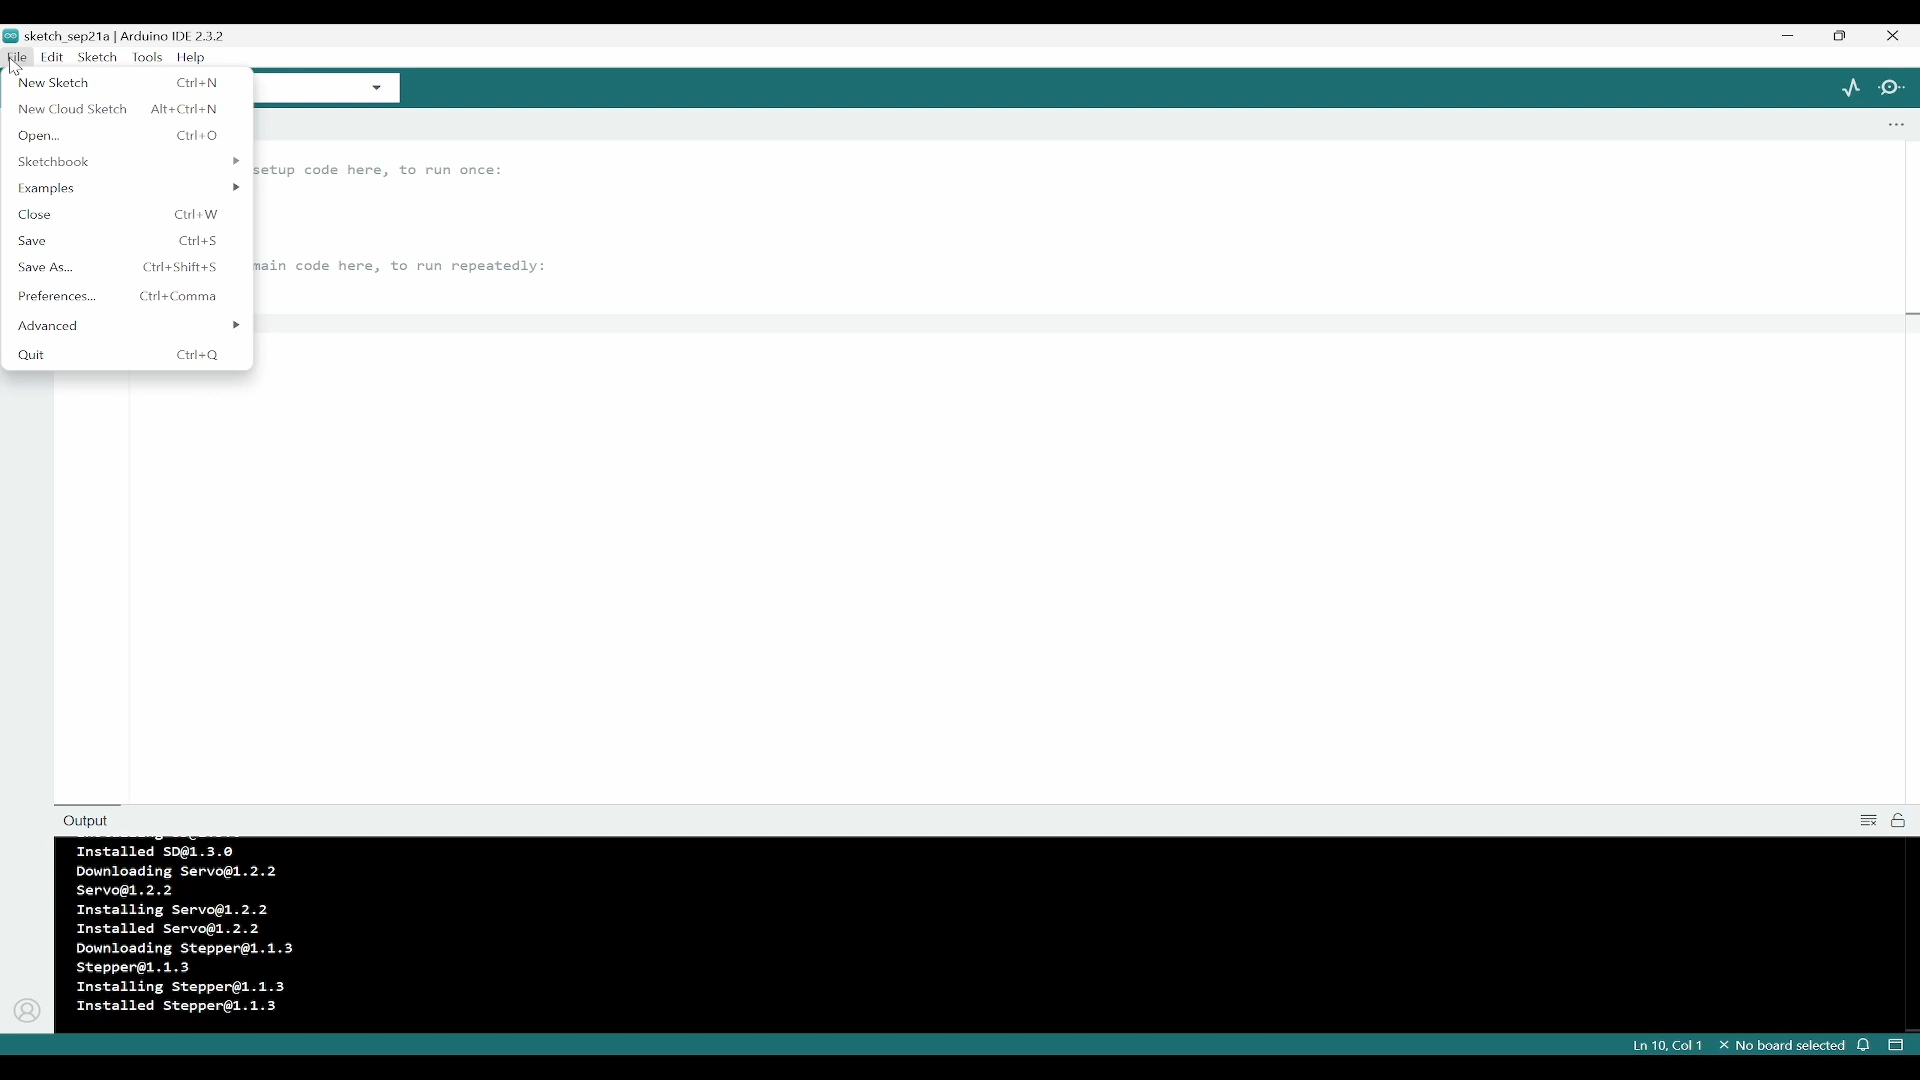 sketch_sep21a | Arduino IDE 2.3.2
File Edit Sketch Tools Help
New Sketch Ctrl+N
New Cloud Sketch Alt+Ctrl+N
Open... Ctrl+O
Sketchbook
setup code here, to run once:
Examples
Close Ctrl+W
Save Ctrl+S
Save As... Ctrl+Shift+S
main code here, to run repeatedly:
Preferences... Ctrl+Comma
Advanced
Quit Ctrl+Q
Output
Installed SD@1.3.0
Downloading Servo@1.2.2
Servo@1.2.2
Installing Servo@1.2.2
Installed Servo@1.2.2
Downloading Stepper@1.1.3
Stepper@1.1.3
Installing Stepper@1.1.3
Installed Stepper@1.1.3
Ln 10, Col 1 × No board selected